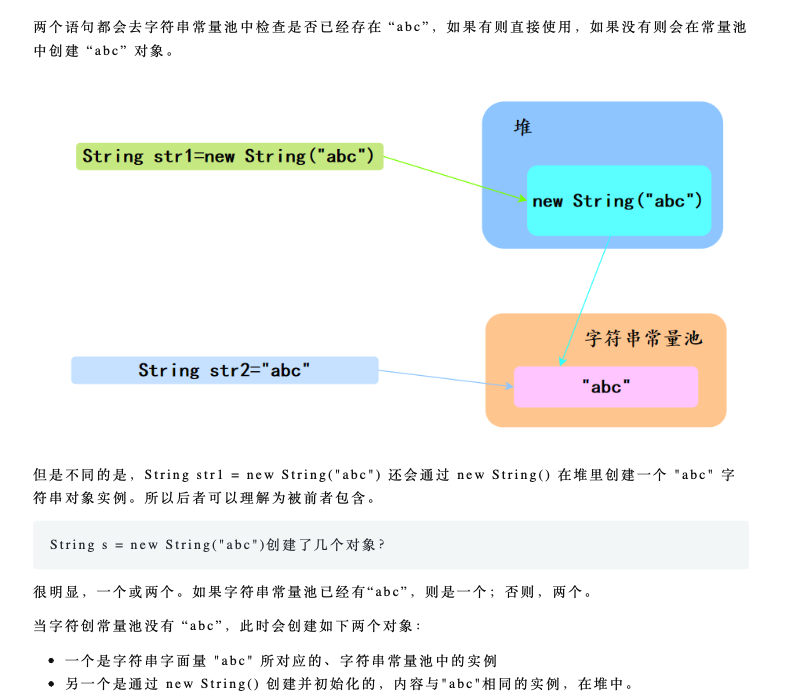 两个语句都会去字符串常量池中检查是否已经存在 “abc”，如果有则直接使用，如果没有则会在常量池
中创建 “abc” 对象。
堆
String str1=new String("abc")
new String("abc")
字符串常量池
String str2="abc"
"abc"
但是不同的是，String str1 = new String("abc") 还会通过 new String() 在堆里创建一个 "abc" 字
符串对象实例。所以后者可以理解为被前者包含。
String s = new String("abc")创建了几个对象?
很明显，一个或两个。如果字符串常量池已经有“abc”，则是一个；否则，两个。
当字符创常量池没有 “abc”，此时会创建如下两个对象：
• 一个是字符串字面量 "abc" 所对应的、字符串常量池中的实例
• 另一个是通过 new String() 创建并初始化的，内容与"abc"相同的实例，在堆中。